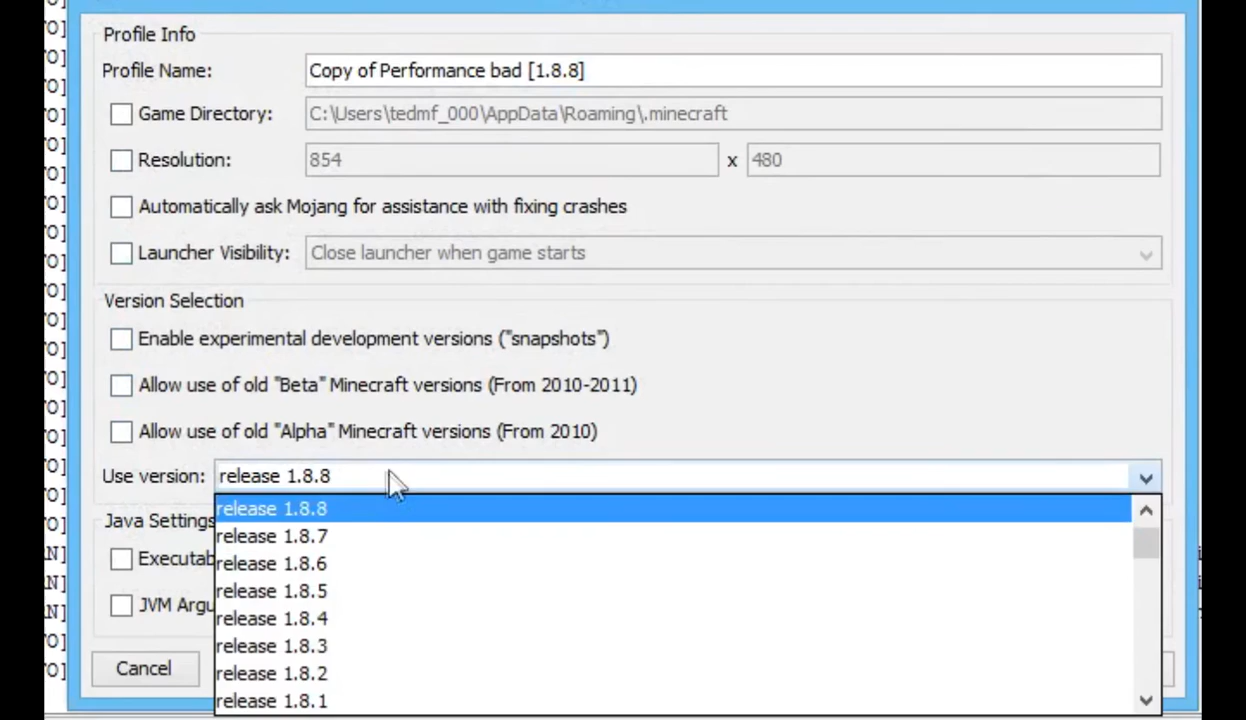 Profile Info
Profile Name: Copy of Performance bad [1.8.8]
Game Directory: C:\Users\tedmf_000\AppData\Roaming\.minecraft
Resolution: 854 x 480
Automatically ask Mojang for assistance with fixing crashes
Launcher Visibility: Close launcher when game starts
Version Selection
Enable experimental development versions ("snapshots")
Allow use of old "Beta" Minecraft versions (From 2010-2011)
Allow use of old "Alpha" Minecraft versions (From 2010)
Use version: release 1.8.8
release 1.8.8
Java Settings
release 1.8.7
release 1.8.6
release 1.8.5
release 1.8.4
release 1.8.3
release 1.8.2
release 1.8.1
JVM
Cancel